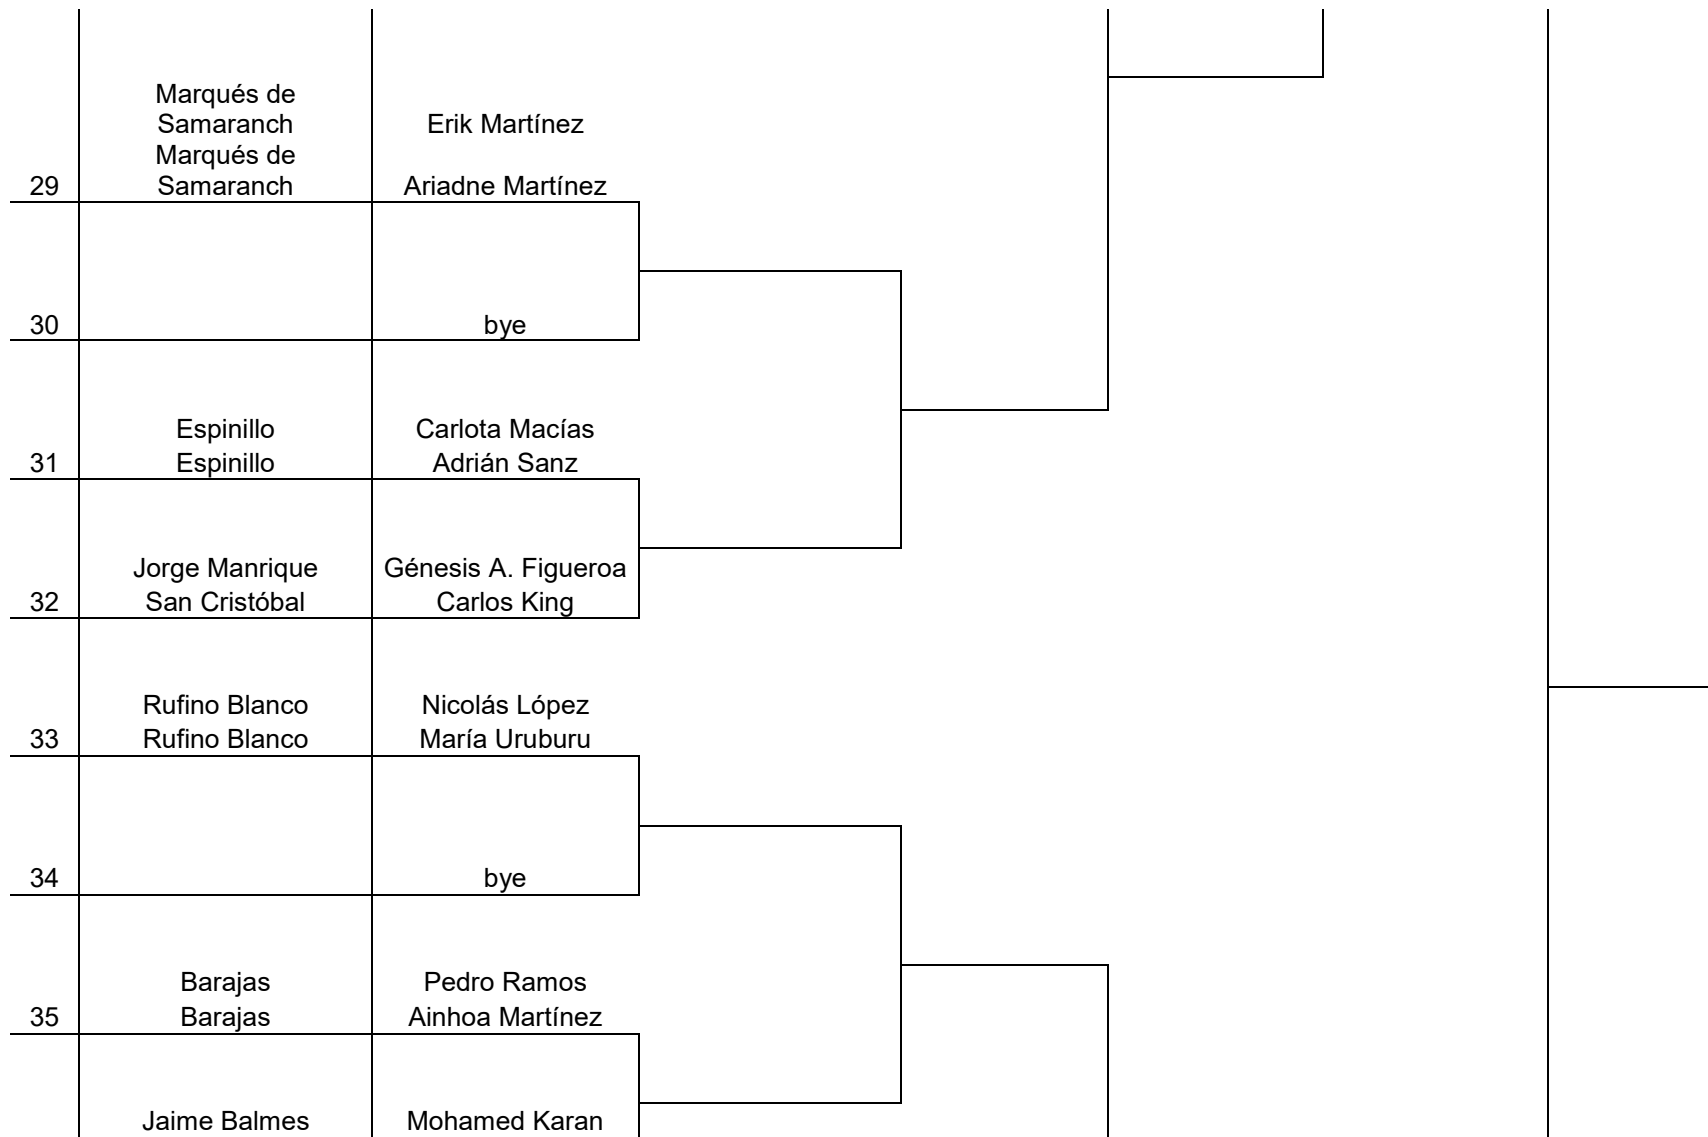 Marqués de
Samaranch Erik Martínez
Marqués de
29 Samaranch Ariadne Martínez
30 bye
Espinillo Carlota Macías
31 Espinillo Adrián Sanz
Jorge Manrique Génesis A. Figueroa
32 San Cristóbal Carlos King
Rufino Blanco Nicolás López
33 Rufino Blanco María Uruburu
34 bye
Barajas Pedro Ramos
35 Barajas Ainhoa Martínez
Jaime Balmes Mohamed Karan